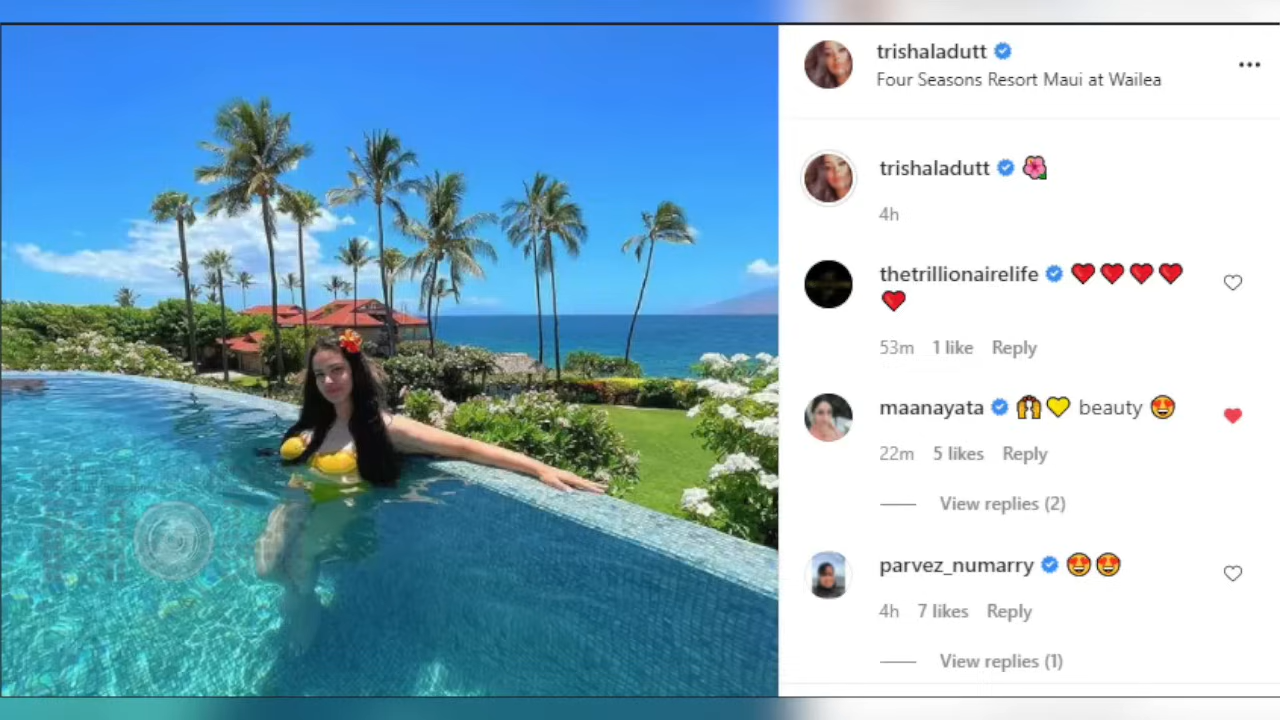 trishaladutt
Four Seasons Resort Maui at Wailea
trishaladutt 🌺
4h
thetrillionairelife ❤️❤️❤️❤️
❤️
53m 1 like Reply
maanayata 🙌💛 beauty 😍
22m 5 likes Reply
View replies (2)
parvez_numarry 😍😍
4h 7 likes Reply
View replies (1)